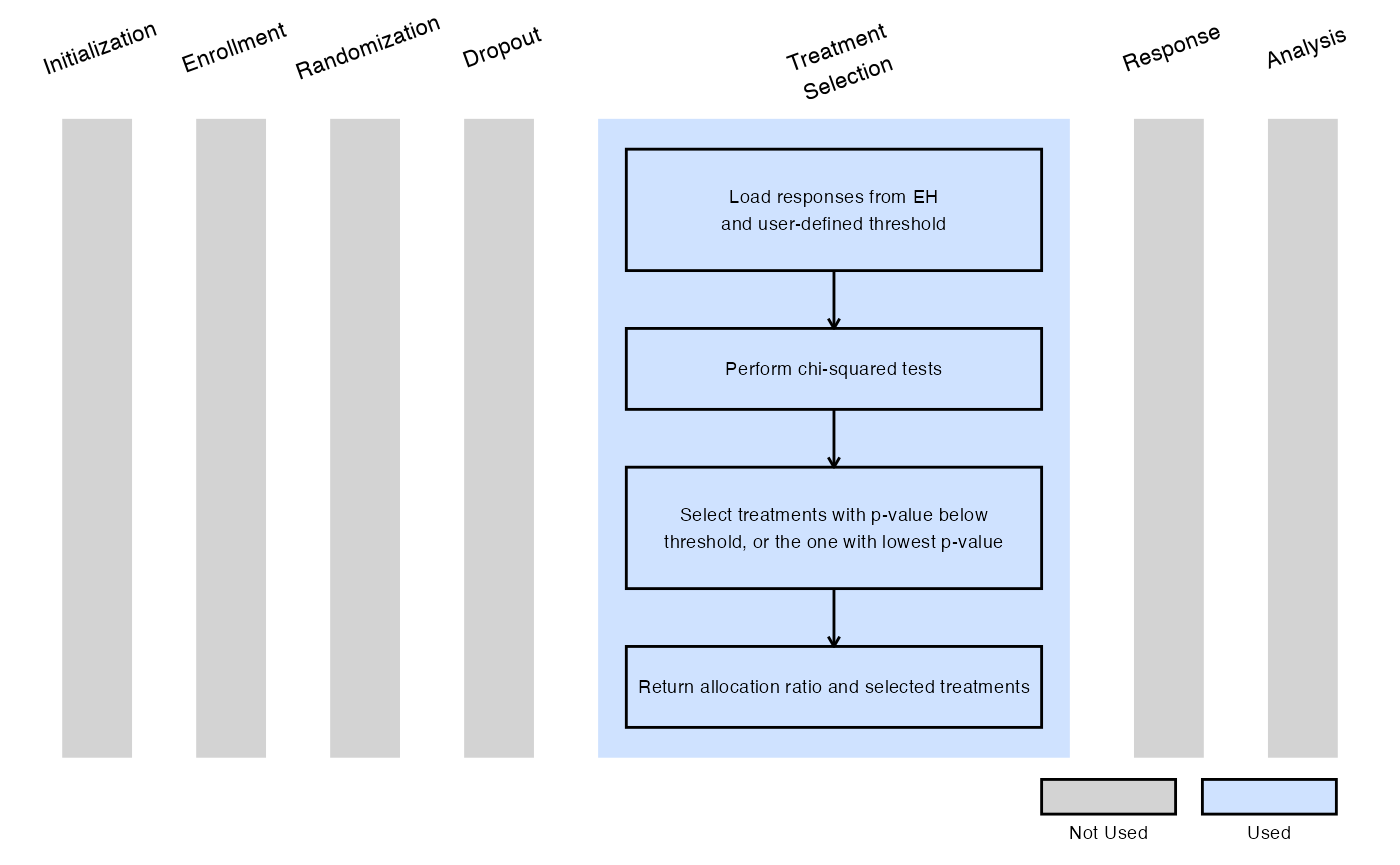 Initialization
Enrollment
Randomization
Dropout
Treatment
Selection
Response
Analysis
Load responses from EH
and user-defined threshold
Perform chi-squared tests
Select treatments with p-value below
threshold, or the one with lowest p-value
Return allocation ratio and selected treatments
Not Used
Used